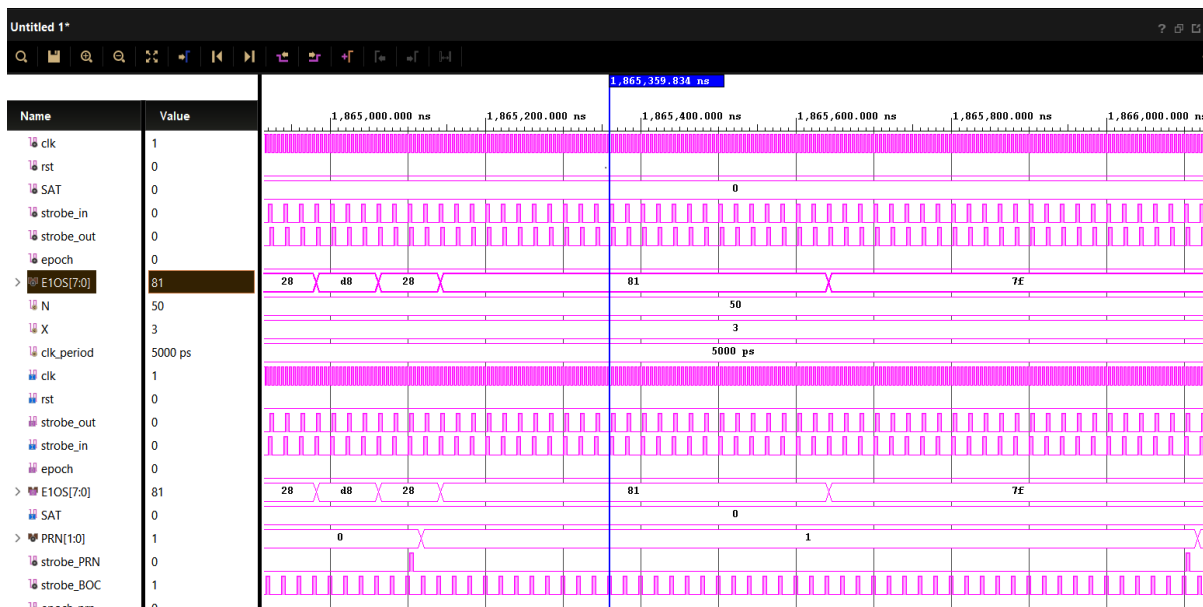 Untitled 1*
?
1,865,359.834 ns
Name Value
1,865,000.000 ns 1,865,200.000 ns 1,865,400.000 ns 1,865,600.000 ns 1,865,800.000 ns 1,866,000.000 ns
clk 1
rst 0
SAT 0 0
strobe_in 0
strobe_out 0
epoch 0
E1OS[7:0] 81 28 d8 28 81 7f
N 50 50
X 3 3
clk_period 5000 ps 5000 ps
clk 1
rst 0
strobe_out 0
strobe_in 0
epoch 0
E1OS[7:0] 81 28 d8 28 81 7f
SAT 0 0
PRN[1:0] 1 0 1
strobe_PRN 0
strobe_BOC 1